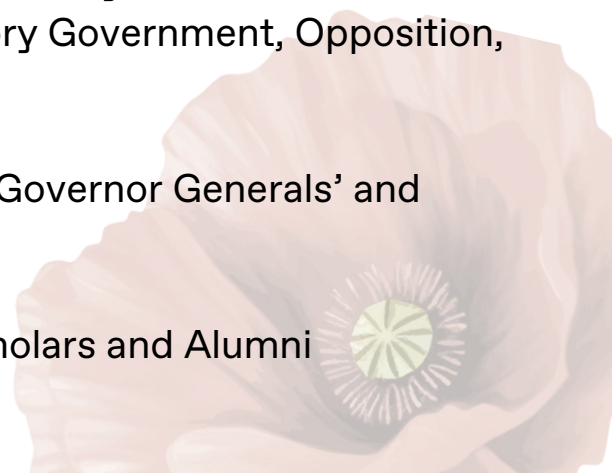 ry Government, Opposition,
Governor Generals’ and
holars and Alumni